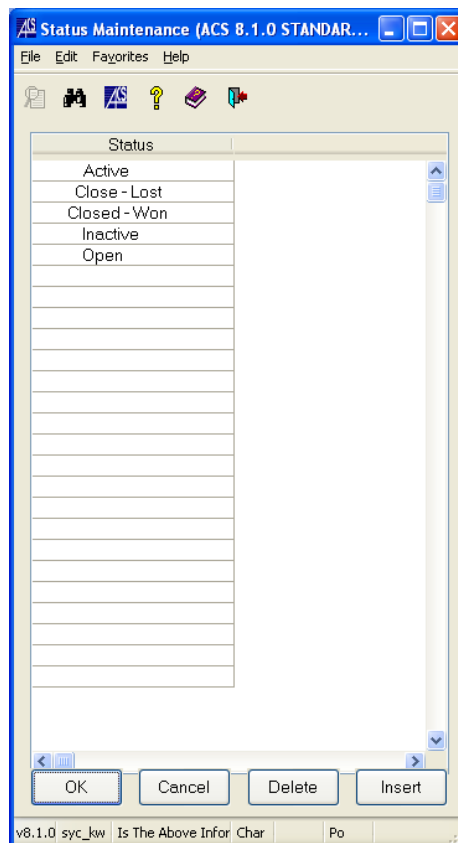 Status Maintenance (ACS 8.1.0 STANDAR...
File Edit Favorites Help
Status
Active
Close - Lost
Closed - Won
Inactive
Open
OK Cancel Delete Insert
v8.1.0 syc_kw Is The Above Infor Char Po